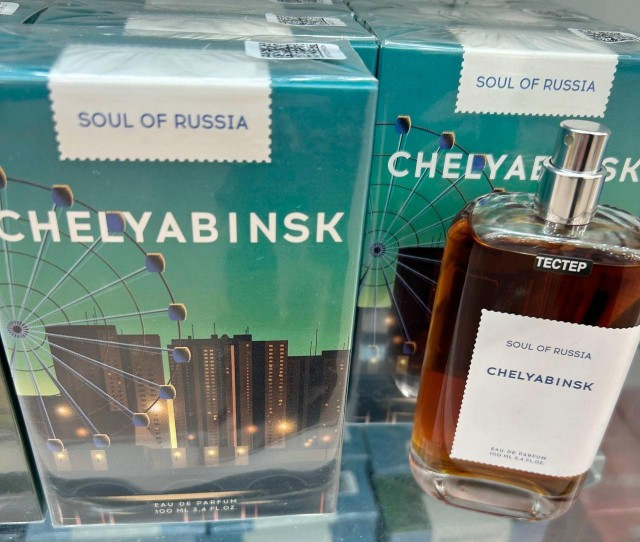 SOUL OF RUSSIA
CHELYABINSK
EAU DE PARFUM
100 ML 3.4 FL.OZ
SOUL OF RUSSIA
CHELYAB
SK
ТЕСТЕР
SOUL OF RUSSIA
CHELYABINSK
EAU DE PARFUM
100 ML 3.4 FL.OZ.